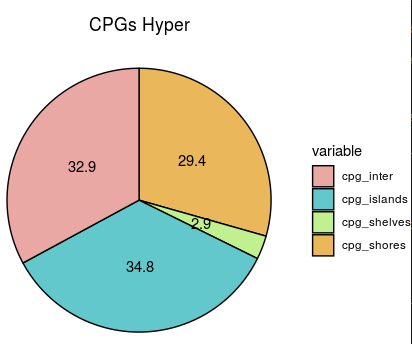 CPGs Hyper
32.9
29.4
2.9
34.8
variable
cpg_inter
cpg_islands
cpg_shelves
cpg_shores